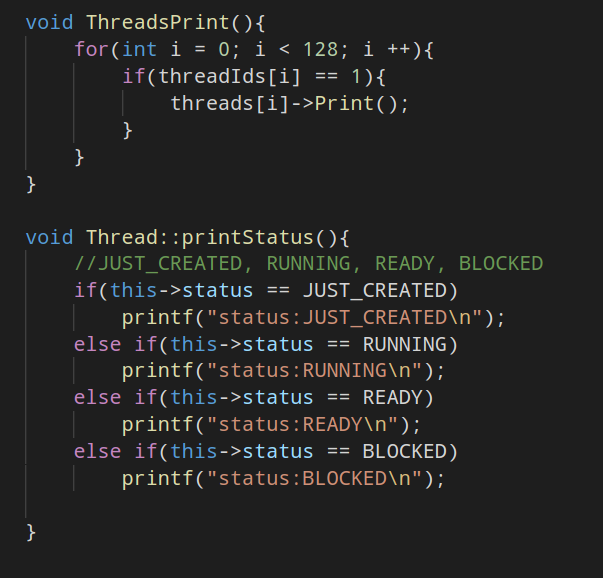 void ThreadsPrint(){
    for(int i = 0; i < 128; i ++){
        if(threadIds[i] == 1){
            threads[i]->Print();
        }
    }
}

void Thread::printStatus(){
    //JUST_CREATED, RUNNING, READY, BLOCKED
    if(this->status == JUST_CREATED)
        printf("status:JUST_CREATED\n");
    else if(this->status == RUNNING)
        printf("status:RUNNING\n");
    else if(this->status == READY)
        printf("status:READY\n");
    else if(this->status == BLOCKED)
        printf("status:BLOCKED\n");

}